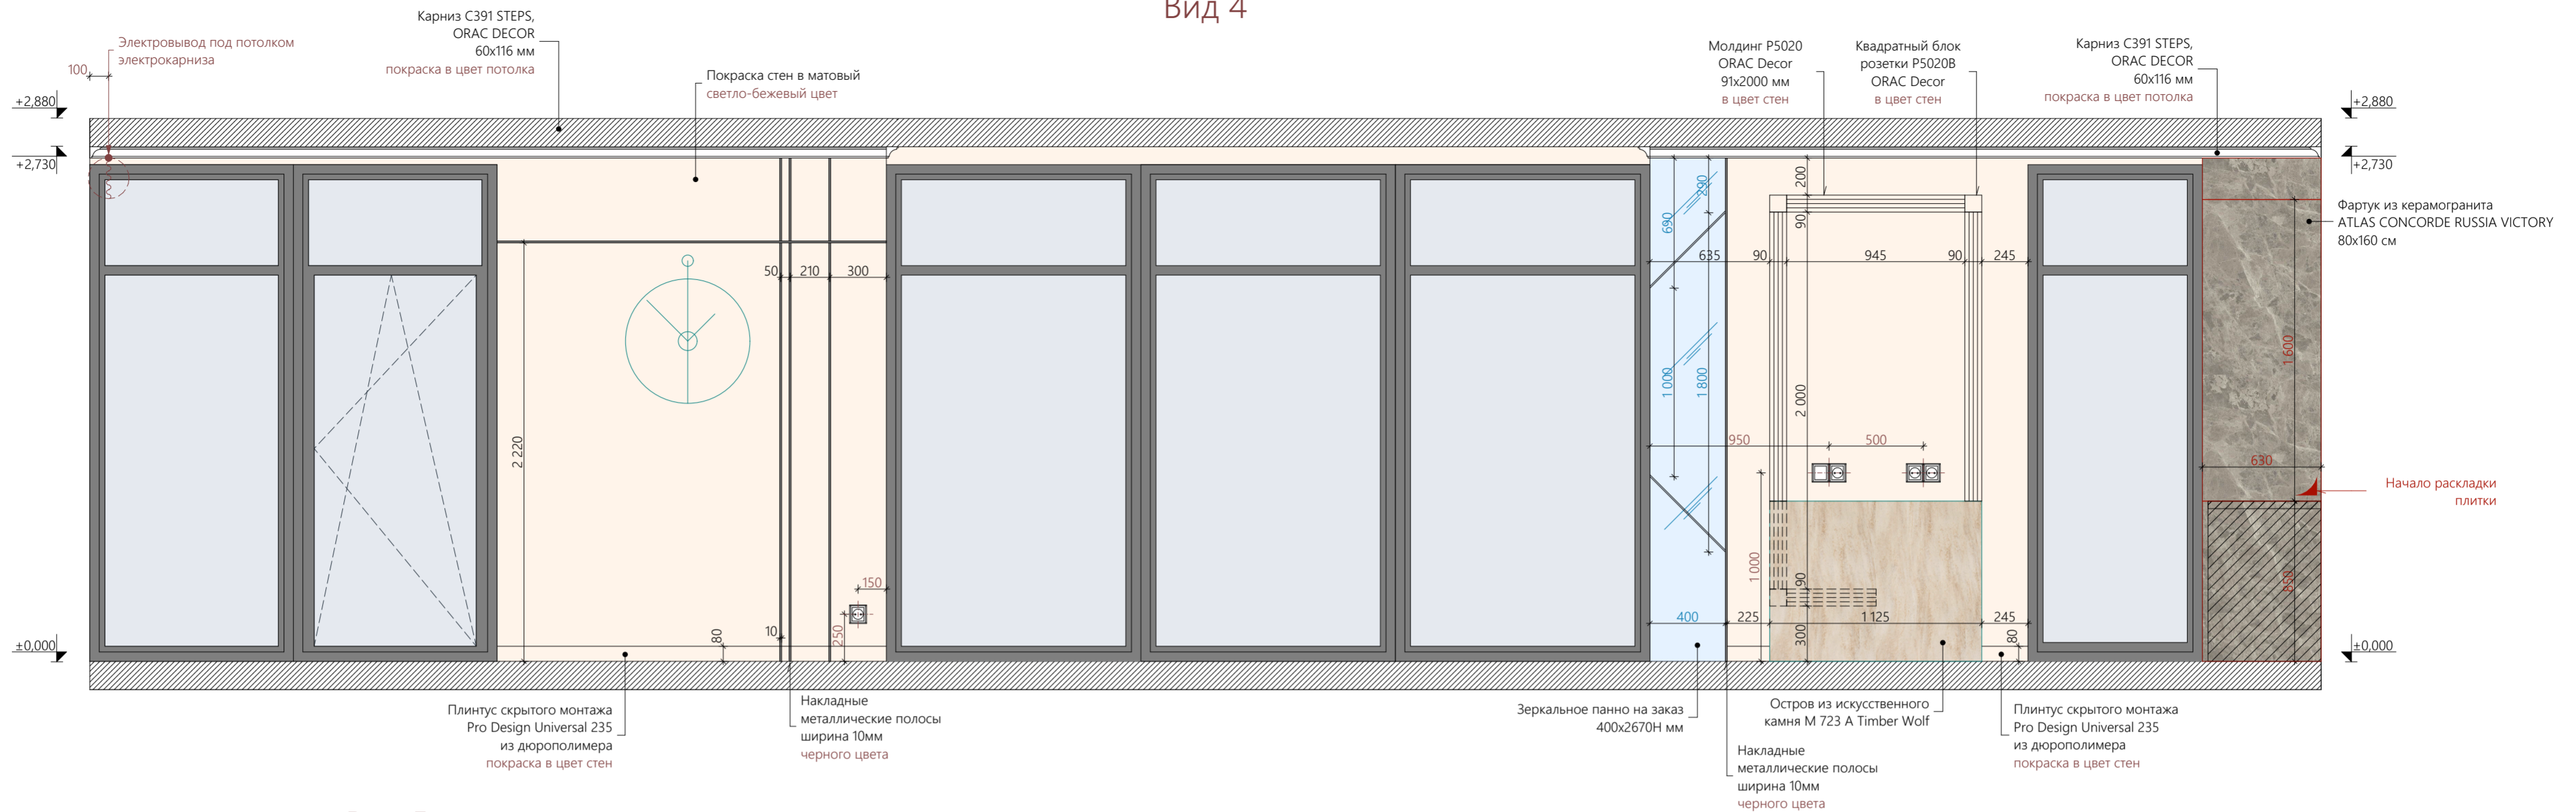 Вид 4
Карниз C391 STEPS,
ORAC DECOR
60х116 мм
покраска в цвет потолка
Электровывод под потолком
электрокарниза
100
Покраска стен в матовый
светло-бежевый цвет
Молдинг P5020
ORAC Decor
91х2000 мм
в цвет стен
Квадратный блок
розетки P5020B
ORAC Decor
в цвет стен
Карниз C391 STEPS,
ORAC DECOR
60х116 мм
покраска в цвет потолка
+2,880
+2,730
+2,880
+2,730
Фартук из керамогранита
ATLAS CONCORDE RUSSIA VICTORY
80х160 см
50
210
300
2 220
150
250
10
80
690
290
635
90
945
90
245
200
90
1 000
1 800
2 000
950
500
1 000
90
300
400
225
1 125
245
80
1 600
630
850
Начало раскладки
плитки
±0,000
±0,000
Плинтус скрытого монтажа
Pro Design Universal 235
из дюрополимера
покраска в цвет стен
Накладные
металлические полосы
ширина 10мм
черного цвета
Зеркальное панно на заказ
400х2670H мм
Накладные
металлические полосы
ширина 10мм
черного цвета
Остров из искусственного
камня M 723 A Timber Wolf
Плинтус скрытого монтажа
Pro Design Universal 235
из дюрополимера
покраска в цвет стен